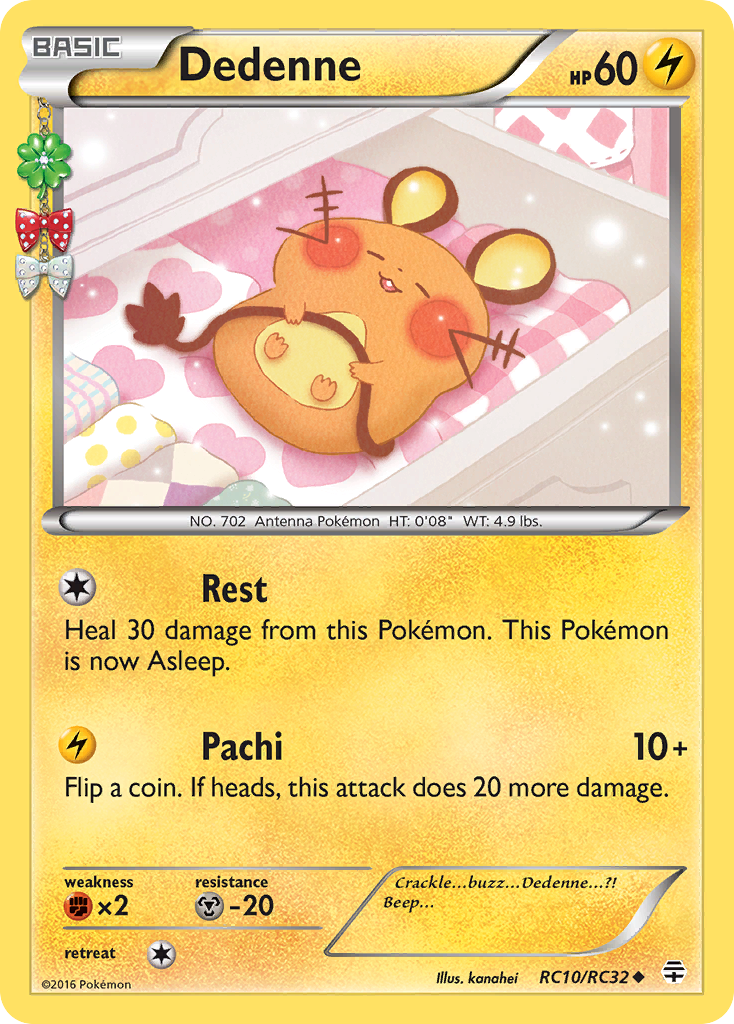 BASIC
Dedenne
HP60
NO. 702 Antenna Pokémon HT: 0'08" WT: 4.9 lbs.
Rest
Heal 30 damage from this Pokémon. This Pokémon
is now Asleep.
Pachi 10+
Flip a coin. If heads, this attack does 20 more damage.
weakness resistance
×2 -20
retreat
Crackle...buzz...Dedenne...?!
Beep...
©2016 Pokémon
Illus. kanahei RC10/RC32